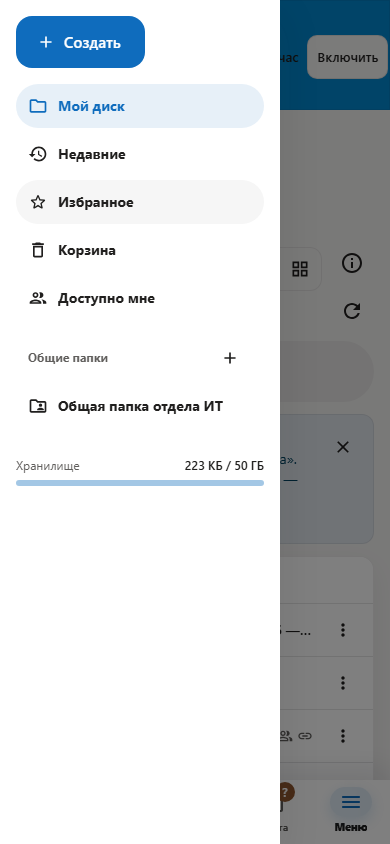 Создать
Включить
Мой диск
Недавние
Избранное
Корзина
Доступно мне
Общие папки
Общая папка отдела ИТ
Хранилище
223 КБ / 50 ГБ
?
Меню